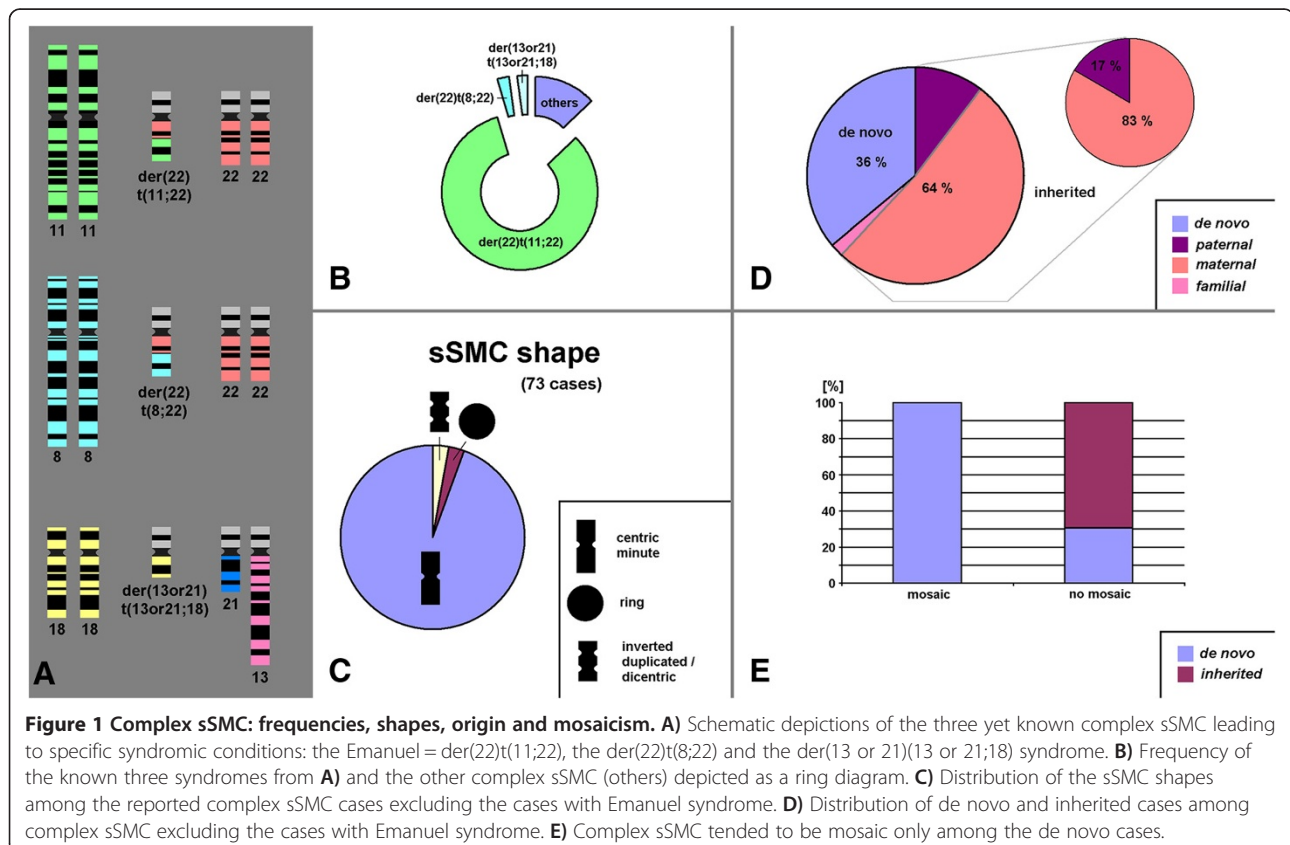 11 11
der(22)
t(11;22)
22 22
8 8
der(22)
t(8;22)
22 22
18 18
der(13or21)
t(13or21;18)
21
13
A
der(13or21)
t(13or21;18)
der(22)t(8;22)
others
der(22)t(11;22)
B
sSMC shape
(73 cases)
centric
minute
ring
inverted
duplicated /
dicentric
C
17 %
83 %
de novo
36 %
64 %
inherited
de novo
paternal
maternal
familial
D
[%]
100
80
60
40
20
0
mosaic
no mosaic
de novo
inherited
E
Figure 1 Complex sSMC: frequencies, shapes, origin and mosaicism. A) Schematic depictions of the three yet known complex sSMC leading
to specific syndromic conditions: the Emanuel = der(22)t(11;22), the der(22)t(8;22) and the der(13 or 21)(13 or 21;18) syndrome. B) Frequency of
the known three syndromes from A) and the other complex sSMC (others) depicted as a ring diagram. C) Distribution of the sSMC shapes
among the reported complex sSMC cases excluding the cases with Emanuel syndrome. D) Distribution of de novo and inherited cases among
complex sSMC excluding the cases with Emanuel syndrome. E) Complex sSMC tended to be mosaic only among the de novo cases.